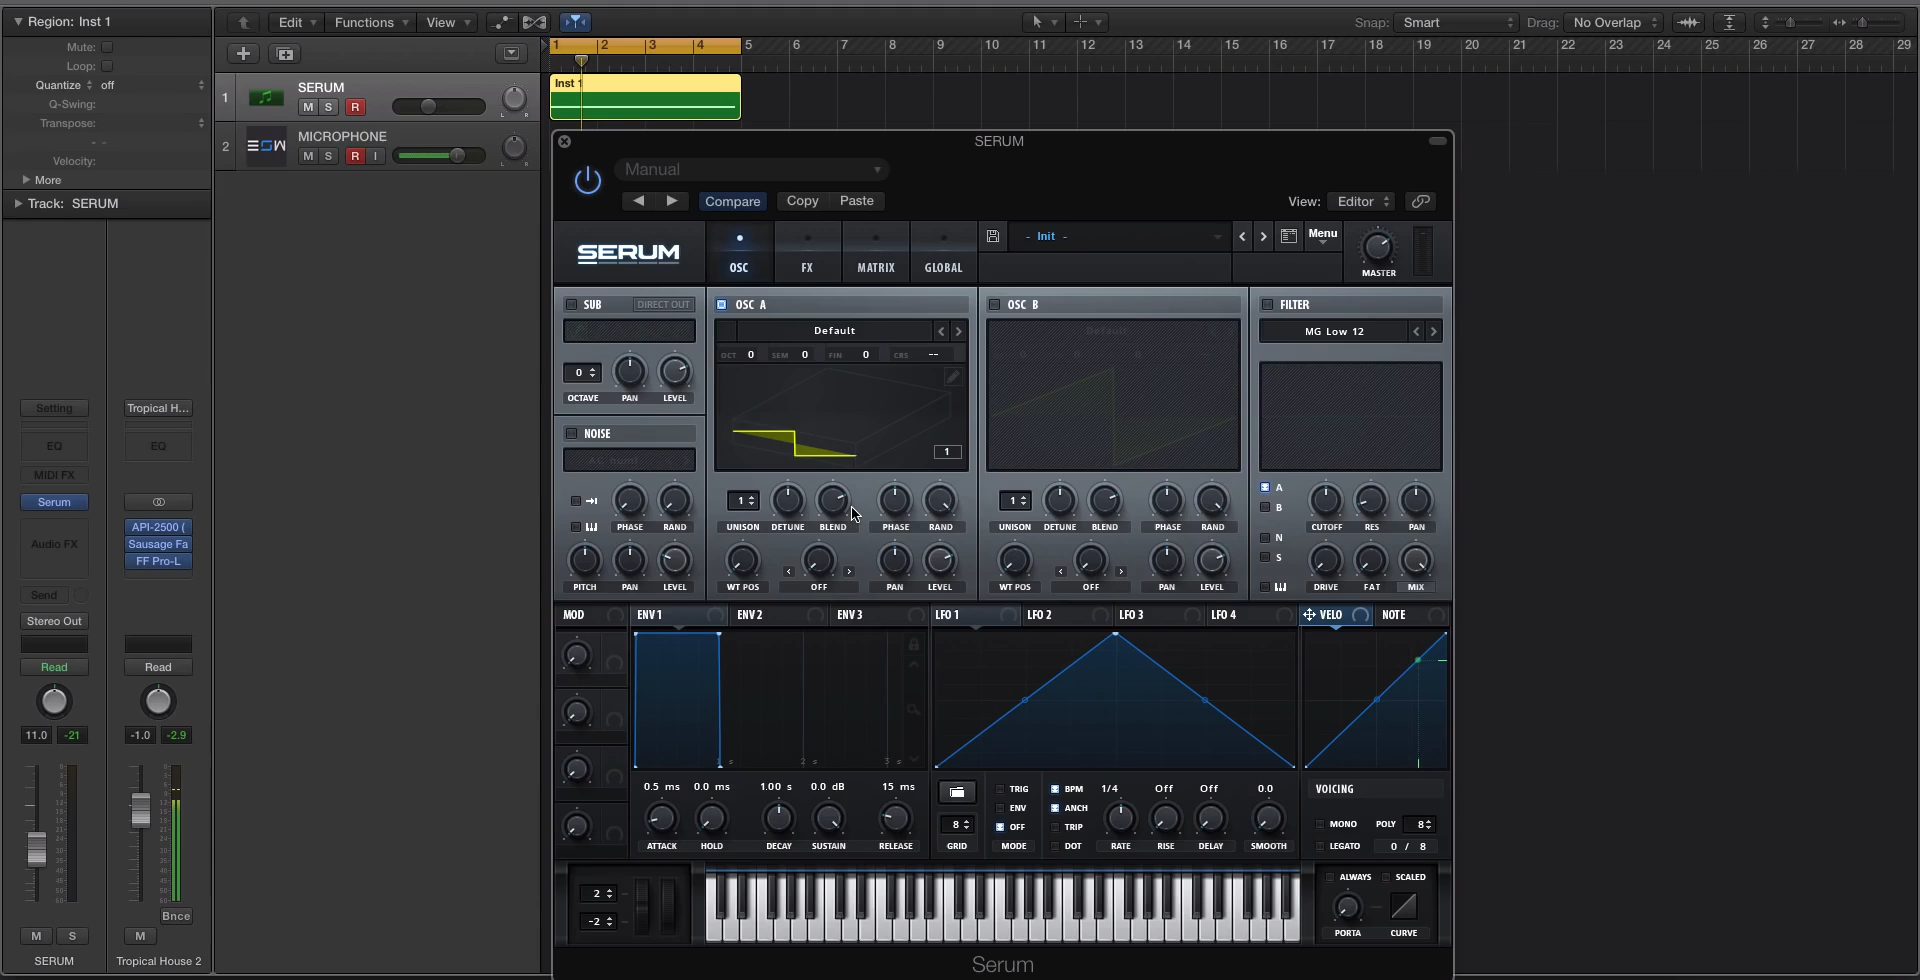 Region: Inst 1
Mute:
Loop:
Quantize off
Q-Swing:
Transpose:
Velocity:
More
Track: SERUM
Edit Functions View
Snap: Smart Drag: No Overlap
1 2 3 4 5 6 7 8 9 10 11 12 13 14 15 16 17 18 19 20 21 22 23 24 25 26 27 28 29
1 SERUM
M S R
L R
Inst 1
2 MICROPHONE
M S R I
L R
SERUM
Manual
Compare Copy Paste
View: Editor
SERUM
OSC FX MATRIX GLOBAL
- Init -
Menu
MASTER
SUB DIRECT OUT
OSC A
OSC B
FILTER
Default
Default
MG Low 12
OCT 0 SEM 0 FIN 0 CRS --
0
OCTAVE PAN LEVEL
NOISE
AC hum1
1
1
1
A
B
PHASE RAND
UNISON DETUNE BLEND PHASE RAND
UNISON DETUNE BLEND PHASE RAND
CUTOFF RES PAN
N
S
PITCH PAN LEVEL
WT POS OFF PAN LEVEL
WT POS OFF PAN LEVEL
DRIVE FAT MIX
MOD ENV 1 ENV 2 ENV 3 LFO 1 LFO 2 LFO 3 LFO 4 VELO NOTE
s 2 s 3 s
0.5 ms 0.0 ms 1.00 s 0.0 dB 15 ms
ATTACK HOLD DECAY SUSTAIN RELEASE
8
GRID
TRIG
ENV
OFF
MODE
BPM
ANCH
TRIP
DOT
1/4 Off Off 0.0
RATE RISE DELAY SMOOTH
VOICING
MONO POLY 8
LEGATO 0 / 8
ALWAYS SCALED
PORTA CURVE
2
-2
Serum
Setting
EQ
MIDI FX
Serum
Audio FX
Send
Stereo Out
Read
11.0 -21
M S
SERUM
Tropical H...
EQ
API-2500 (
Sausage Fa
FF Pro-L
Read
-1.0 -2.9
Bnce
M
Tropical House 2